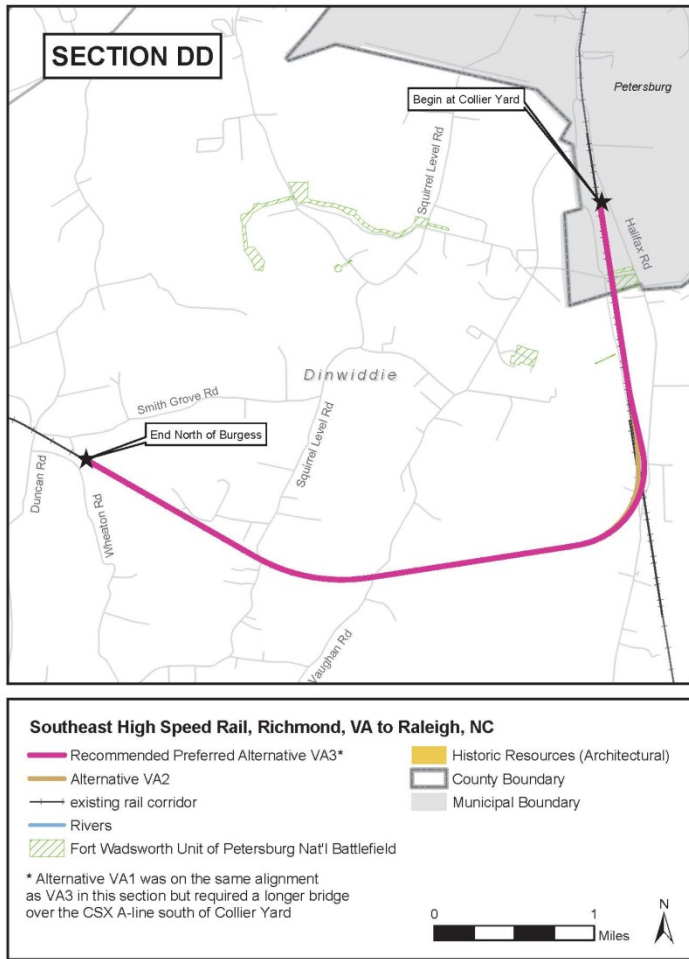 SECTION DD
Petersburg
Begin at Collier Yard
Squirrel Level Rd
Halifax Rd
Dinwiddie
Smith Grove Rd
End North of Burgess
Squirrel Level Rd
Duncan Rd
Wheaton Rd
Vaughan Rd
Southeast High Speed Rail, Richmond, VA to Raleigh, NC
Recommended Preferred Alternative VA3*
Alternative VA2
existing rail corridor
Rivers
Fort Wadsworth Unit of Petersburg Nat'l Battlefield
Historic Resources (Architectural)
County Boundary
Municipal Boundary
* Alternative VA1 was on the same alignment
as VA3 in this section but required a longer bridge
over the CSX A-line south of Collier Yard
0 1
Miles
N